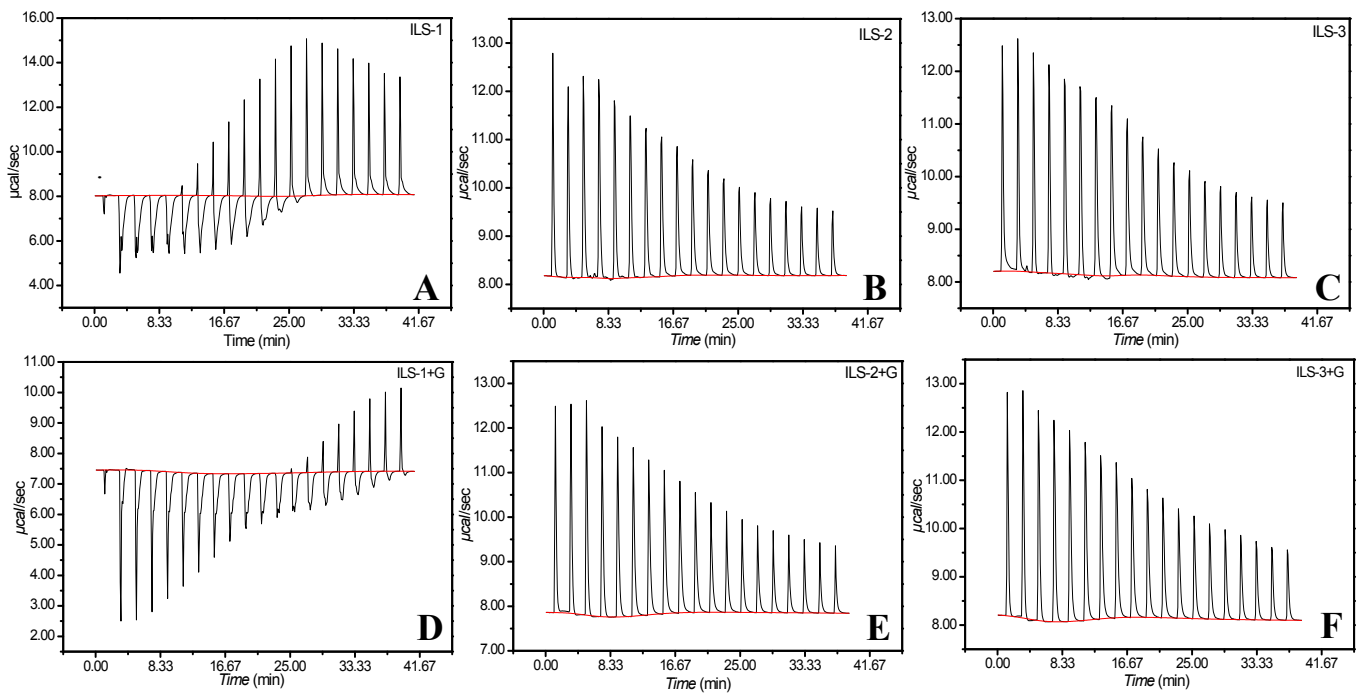 ILS-1
16.00
14.00
12.00
10.00
8.00
6.00
4.00
µcal/sec
0.00 8.33 16.67 25.00 33.33 41.67
Time (min)
A
ILS-2
13.00
12.00
11.00
10.00
9.00
8.00
µcal/sec
0.00 8.33 16.67 25.00 33.33 41.67
Time (min)
B
ILS-3
13.00
12.00
11.00
10.00
9.00
8.00
µcal/sec
0.00 8.33 16.67 25.00 33.33 41.67
Time (min)
C
ILS-1+G
11.00
10.00
9.00
8.00
7.00
6.00
5.00
4.00
3.00
2.00
µcal/sec
0.00 8.33 16.67 25.00 33.33 41.67
Time (min)
D
ILS-2+G
13.00
12.00
11.00
10.00
9.00
8.00
7.00
µcal/sec
0.00 8.33 16.67 25.00 33.33 41.67
Time (min)
E
ILS-3+G
13.00
12.00
11.00
10.00
9.00
8.00
µcal/sec
0.00 8.33 16.67 25.00 33.33 41.67
Time (min)
F